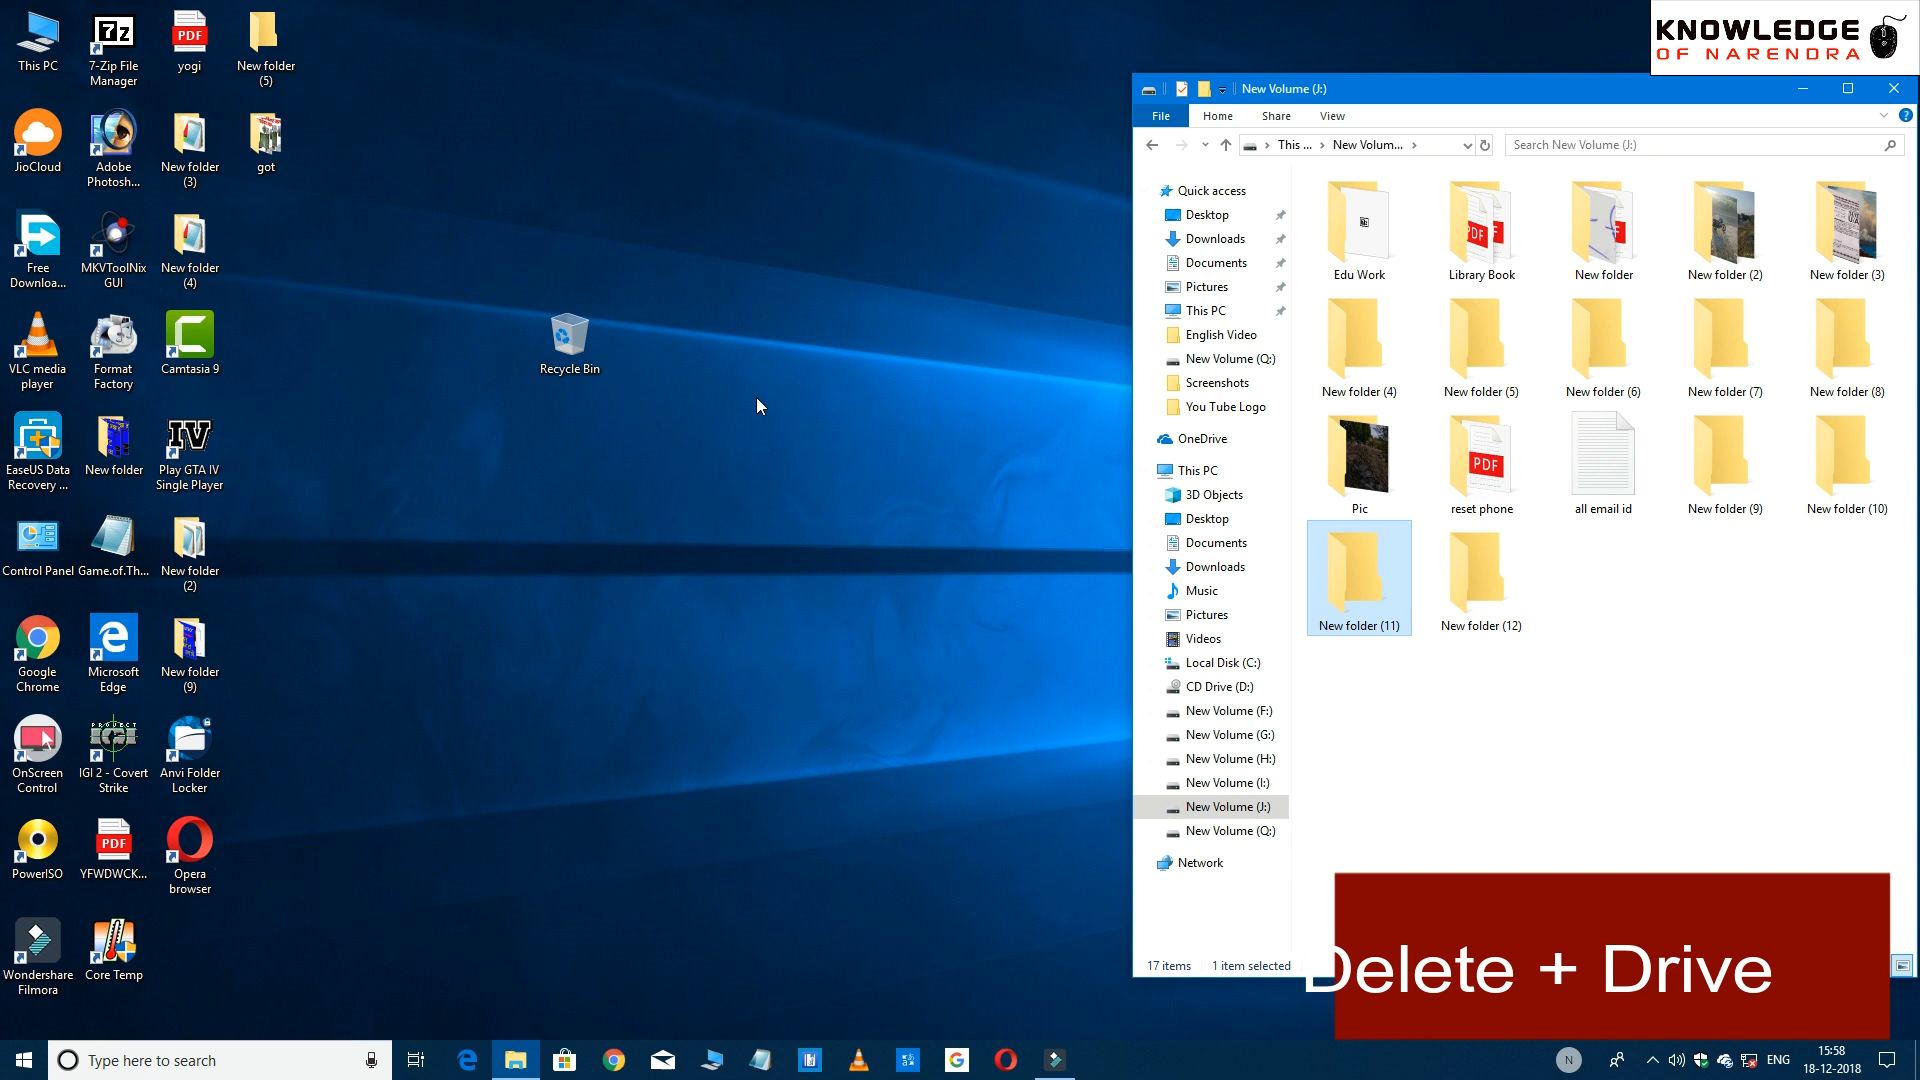 This PC
7-Zip File
Manager
PDF
yogi
New folder
(5)
JioCloud
Adobe
Photosh...
New folder
(3)
got
Free
Downloa...
MKVToolNix
GUI
New folder
(4)
VLC media
player
Format
Factory
Camtasia 9
EaseUS Data
Recovery ...
New folder
IV
Play GTA IV
Single Player
Control Panel
Game.of.Th...
New folder
(2)
Google
Chrome
Microsoft
Edge
New folder
(9)
OnScreen
Control
PROJECT
IGI 2 - Covert
Strike
Anvi Folder
Locker
PowerISO
PDF
YFWDWCK...
Opera
browser
Wondershare
Filmora
Core Temp
Recycle Bin
KNOWLEDGE
OF NARENDRA
New Volume (J:)
File Home Share View
This ... New Volum...
Search New Volume (J:)
Quick access
Desktop
Downloads
Documents
Pictures
This PC
English Video
New Volume (Q:)
Screenshots
You Tube Logo
OneDrive
This PC
3D Objects
Desktop
Documents
Downloads
Music
Pictures
Videos
Local Disk (C:)
CD Drive (D:)
New Volume (F:)
New Volume (G:)
New Volume (H:)
New Volume (I:)
New Volume (J:)
New Volume (Q:)
Network
Edu Work
Library Book
New folder
New folder (2)
New folder (3)
New folder (4)
New folder (5)
New folder (6)
New folder (7)
New folder (8)
Pic
PDF
reset phone
all email id
New folder (9)
New folder (10)
New folder (11)
New folder (12)
17 items 1 item selected
Delete + Drive
Type here to search
N
ENG
15:58
18-12-2018